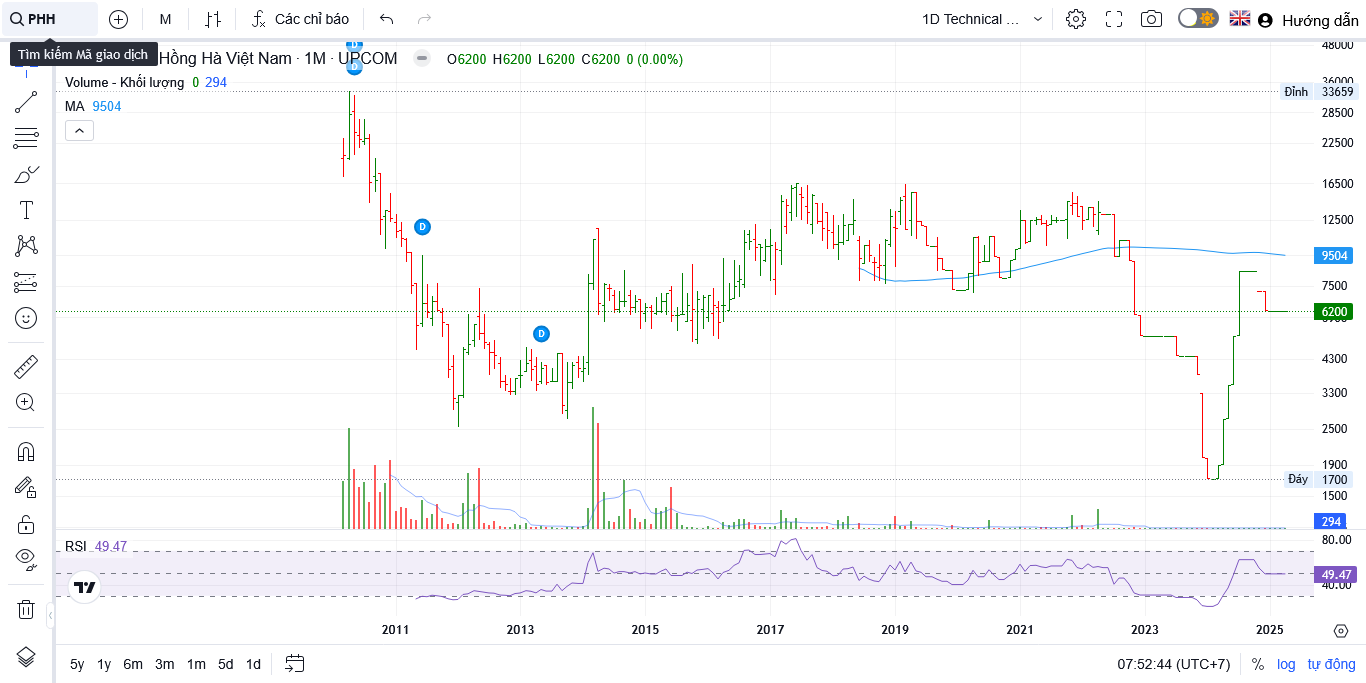 PHH
M
Các chỉ báo
1D Technical ...
Hướng dẫn
Tìm kiếm Mã giao dịch
Hồng Hà Việt Nam · 1M · UPCOM
O6200 H6200 L6200 C6200 0 (0.00%)
Volume - Khối lượng 0 294
MA 9504
D
D
D
D
48000
36000
Đỉnh 33659
28500
22500
16500
12500
9504
7500
6200
4300
3300
2500
1900
Đáy 1700
1500
294
RSI 49.47
80.00
49.47
40.00
2011 2013 2015 2017 2019 2021 2023 2025
5y 1y 6m 3m 1m 5d 1d
07:52:44 (UTC+7)
% log tự động